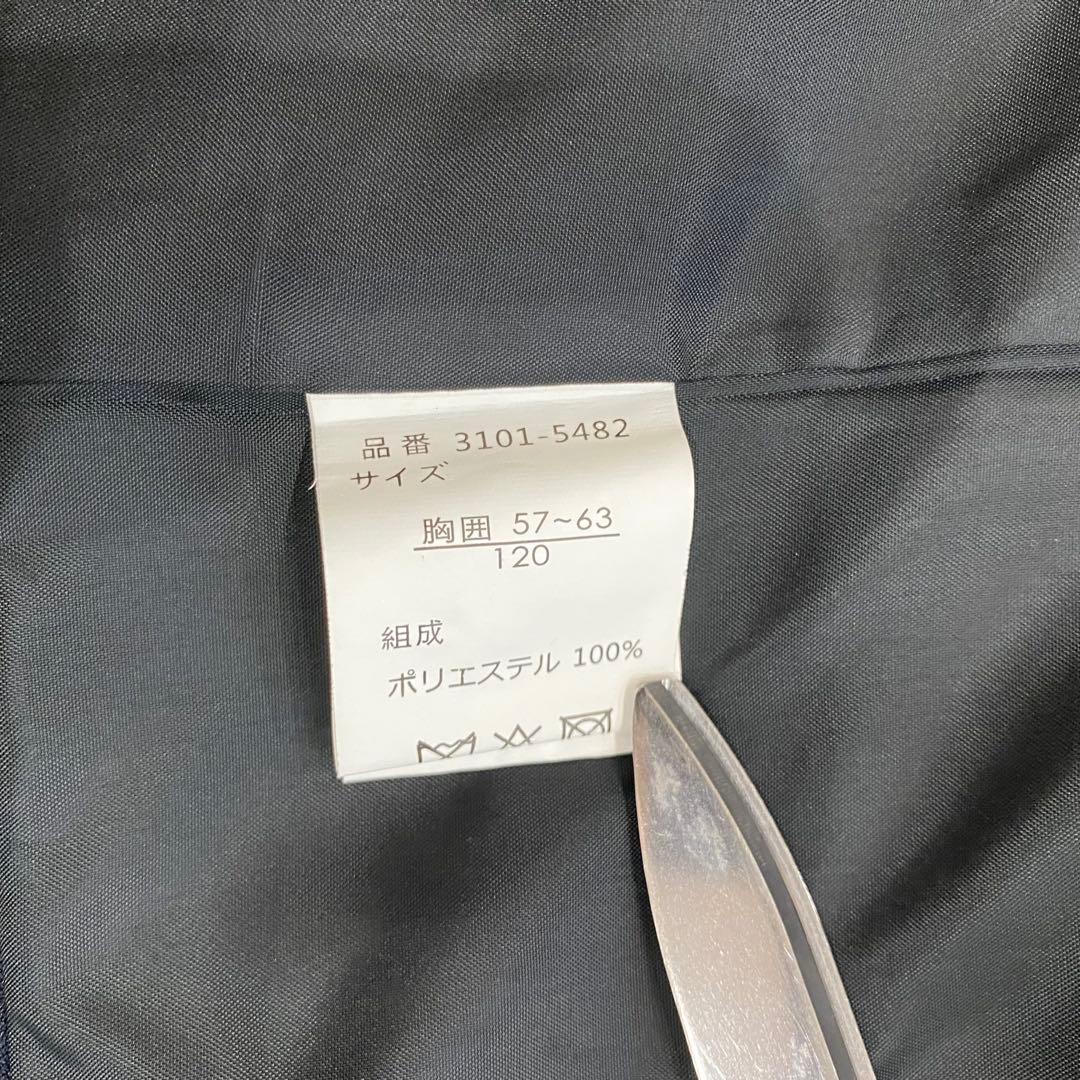 品番 3101-5482
サイズ
胸囲 57~63
120
組成
ポリエステル 100%